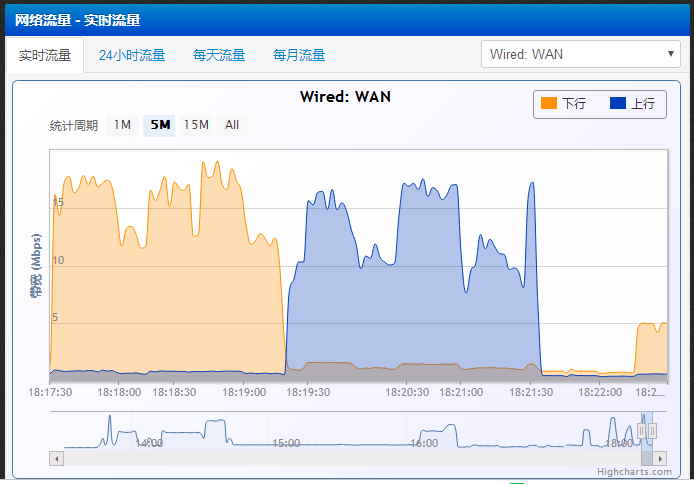 网络流量 - 实时流量
实时流量 24小时流量 每天流量 每月流量 Wired: WAN
Wired: WAN
下行 上行
统计周期 1M 5M 15M All
15
10
5
(Mbps)
18:17:30 18:18:00 18:18:30 18:19:00 18:19:30 18:20:30 18:21:00 18:21:30 18:22:00 18:2...
14:00 15:00 16:00 18:00
Highcharts.com